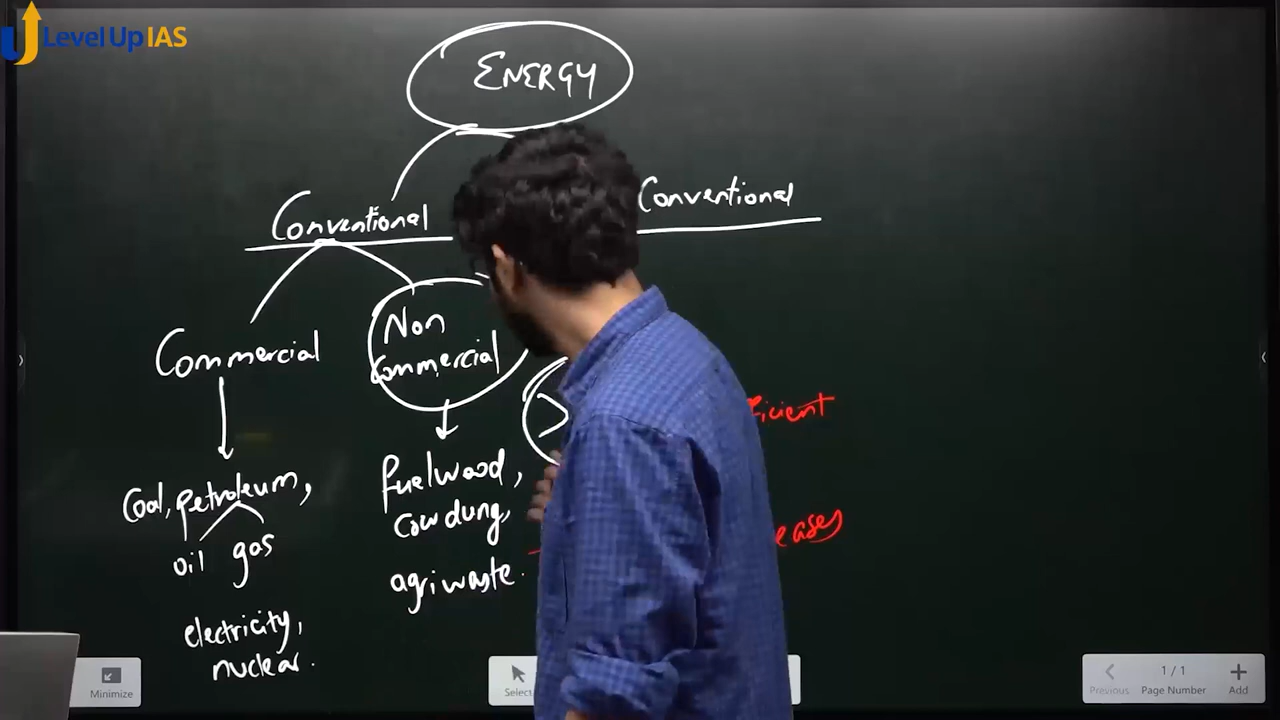 Level Up IAS
ENERGY
Conventional
Conventional
Commercial
Non
Commercial
Coal, petroleum,
oil gas
electricity,
nuclear.
fuelwood,
cowdung,
agriwaste.
Minimize
Select
Previous
1 / 1
Page Number
Add